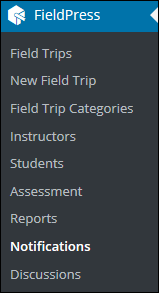 FieldPress
Field Trips
New Field Trip
Field Trip Categories
Instructors
Students
Assessment
Reports
Notifications
Discussions